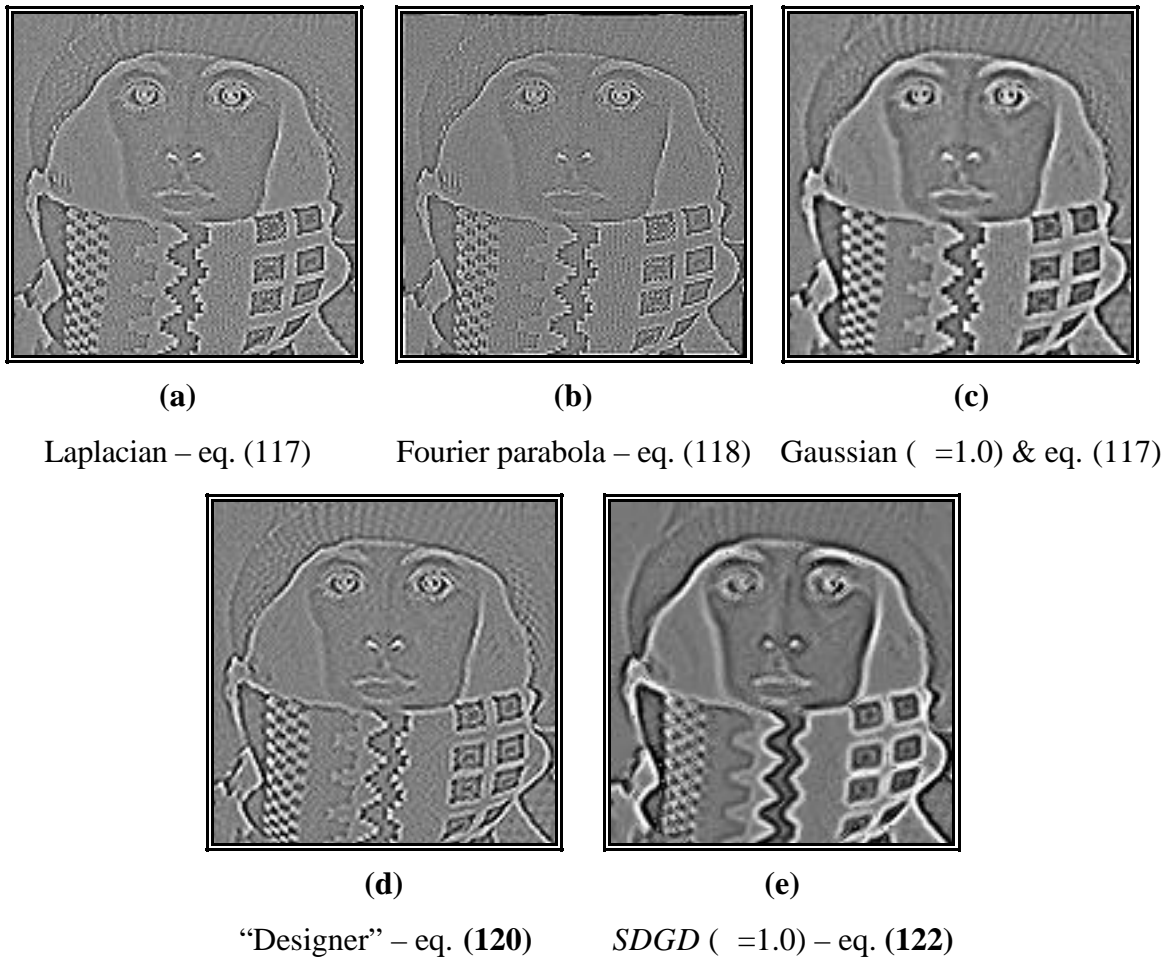 (a)
(b)
(c)
Laplacian – eq. (117)
Fourier parabola – eq. (118)
Gaussian ( =1.0) & eq. (117)
(d)
(e)
“Designer” – eq. (120)
SDGD ( =1.0) – eq. (122)